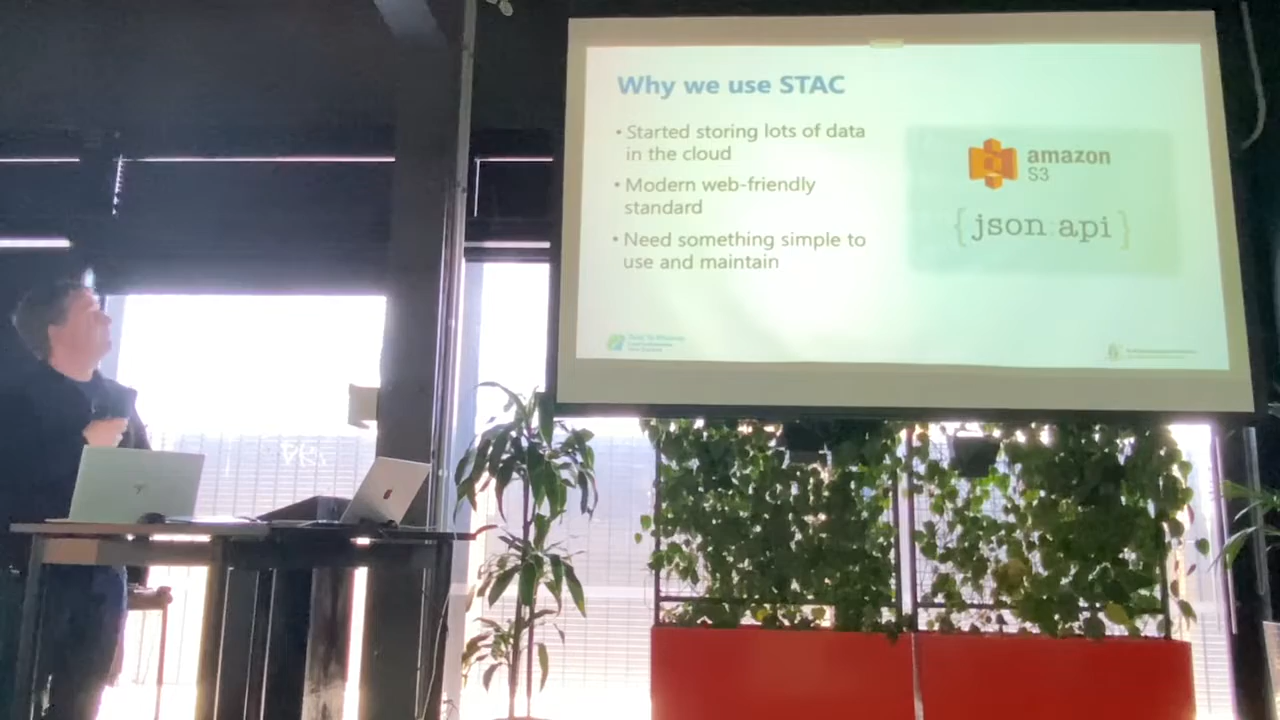 Why we use STAC
• Started storing lots of data
in the cloud
• Modern web-friendly
standard
• Need something simple to
use and maintain
amazon
S3
{json:api}